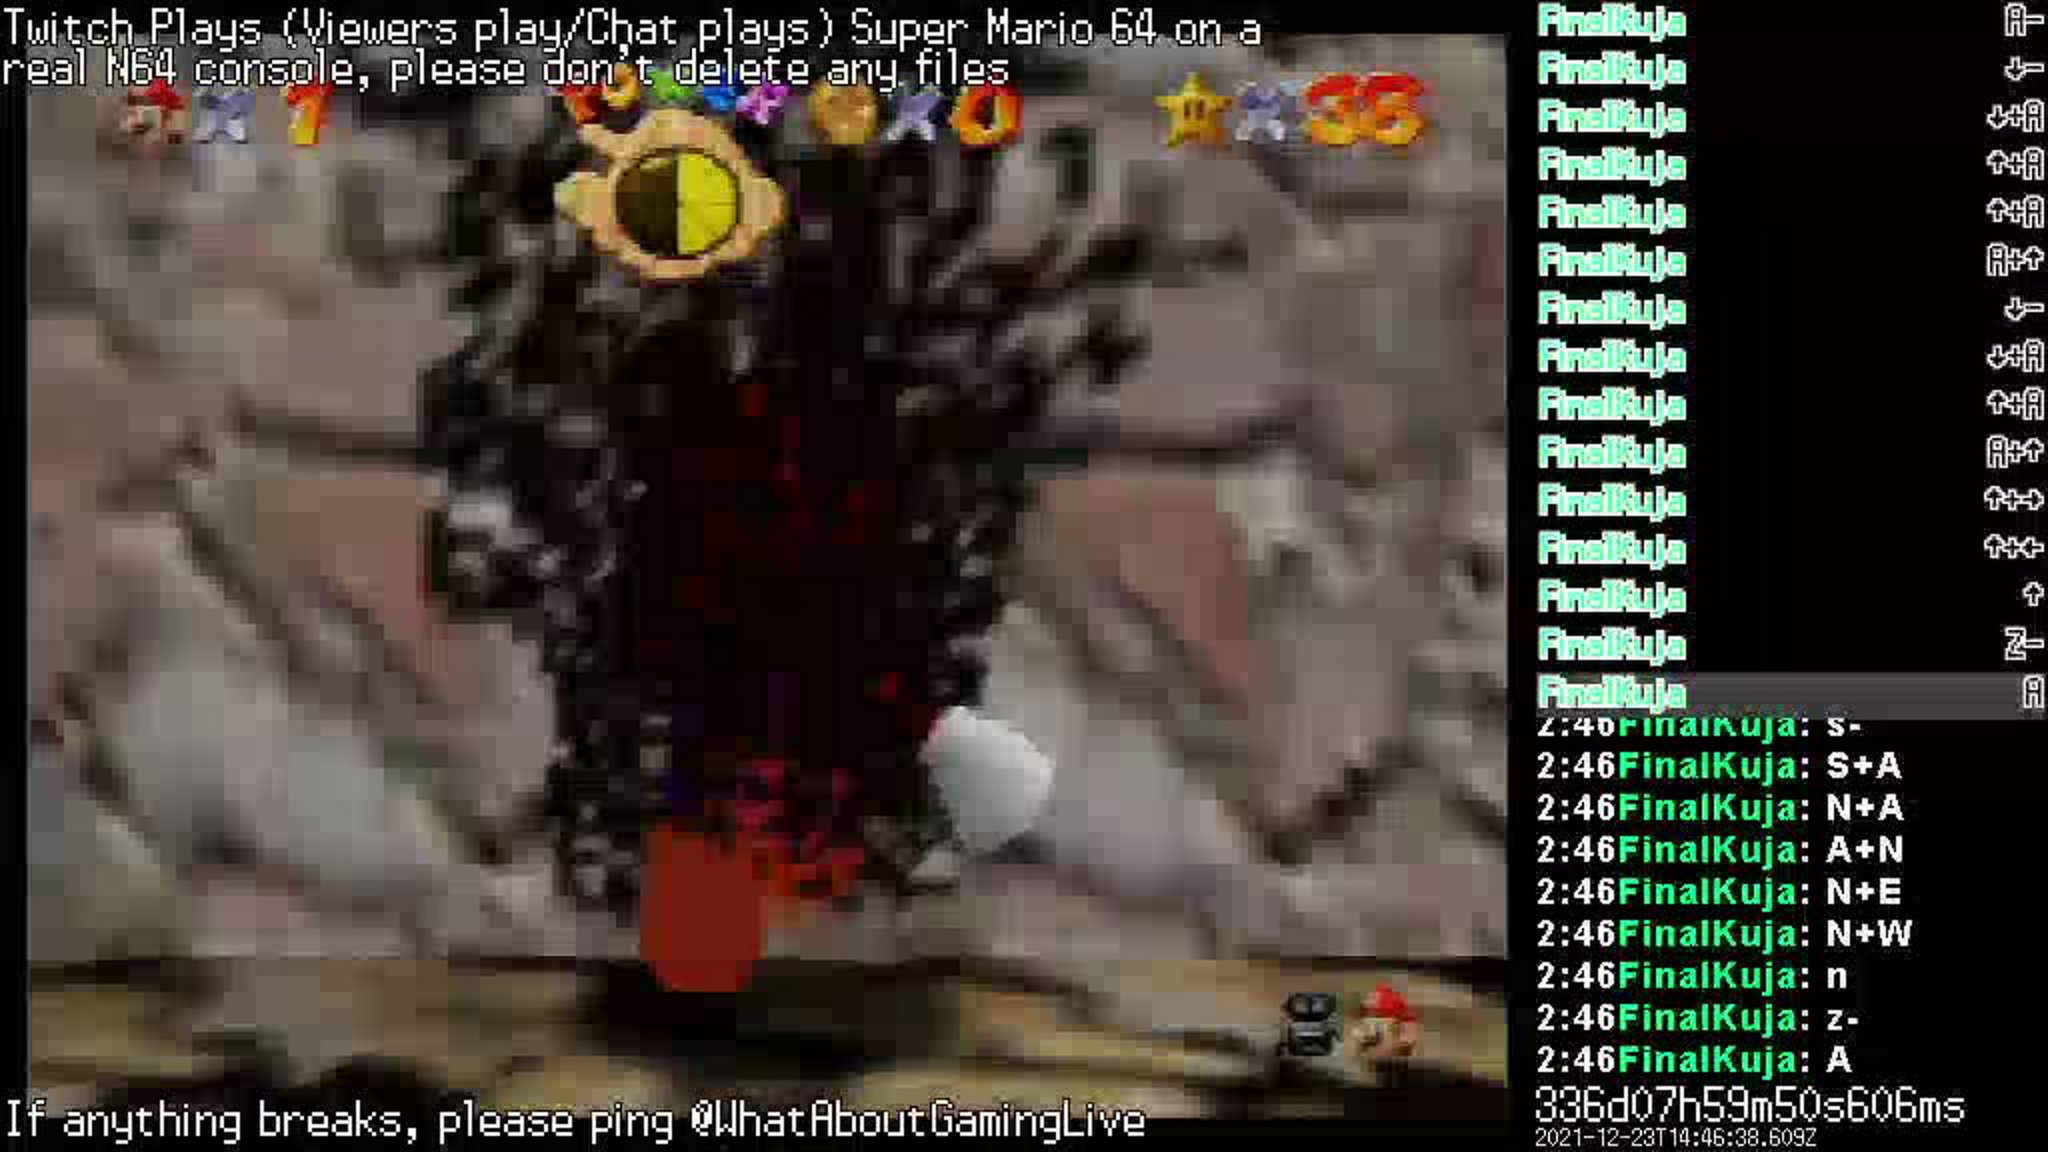 Twitch Plays (Viewers play/Chat plays) Super Mario 64 on a
real N64 console, please don't delete any files
1
0
33
FinalKuja A-
FinalKuja ↓-
FinalKuja ↓+A
FinalKuja ↑+A
FinalKuja ↑+A
FinalKuja A+↑
FinalKuja ↓-
FinalKuja ↓+A
FinalKuja ↑+A
FinalKuja A+↑
FinalKuja ↑+→
FinalKuja ↑+←
FinalKuja ↑
FinalKuja Z-
FinalKuja A
2:46FinalKuja: s-
2:46FinalKuja: S+A
2:46FinalKuja: N+A
2:46FinalKuja: A+N
2:46FinalKuja: N+E
2:46FinalKuja: N+W
2:46FinalKuja: n
2:46FinalKuja: z-
2:46FinalKuja: A
336d07h59m50s606ms
2021-12-23T14:46:38.609Z
If anything breaks, please ping @WhatAboutGamingLive